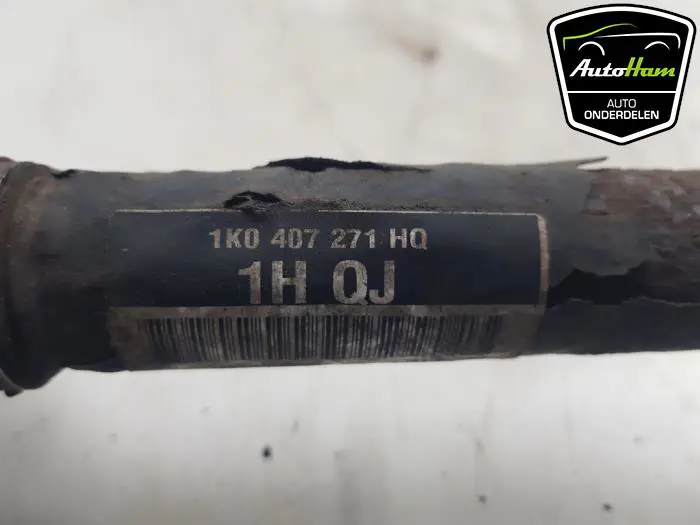 AutoHam
AUTO
ONDERDELEN
1K0 407 271 HQ
1H QJ